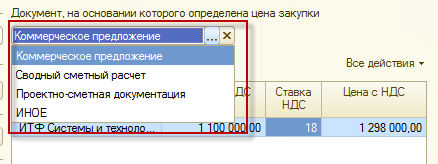 Документ, на основании которого определена цена закупки
Коммерческое предложение ...
Коммерческое предложение
Сводный сметный расчет
Проектно-сметная документация
ИНОЕ
Все действия
ДС Ставка НДС Цена с НДС
ИТФ Системы и техноло... 1 100 000,00 18 1 298 000,00